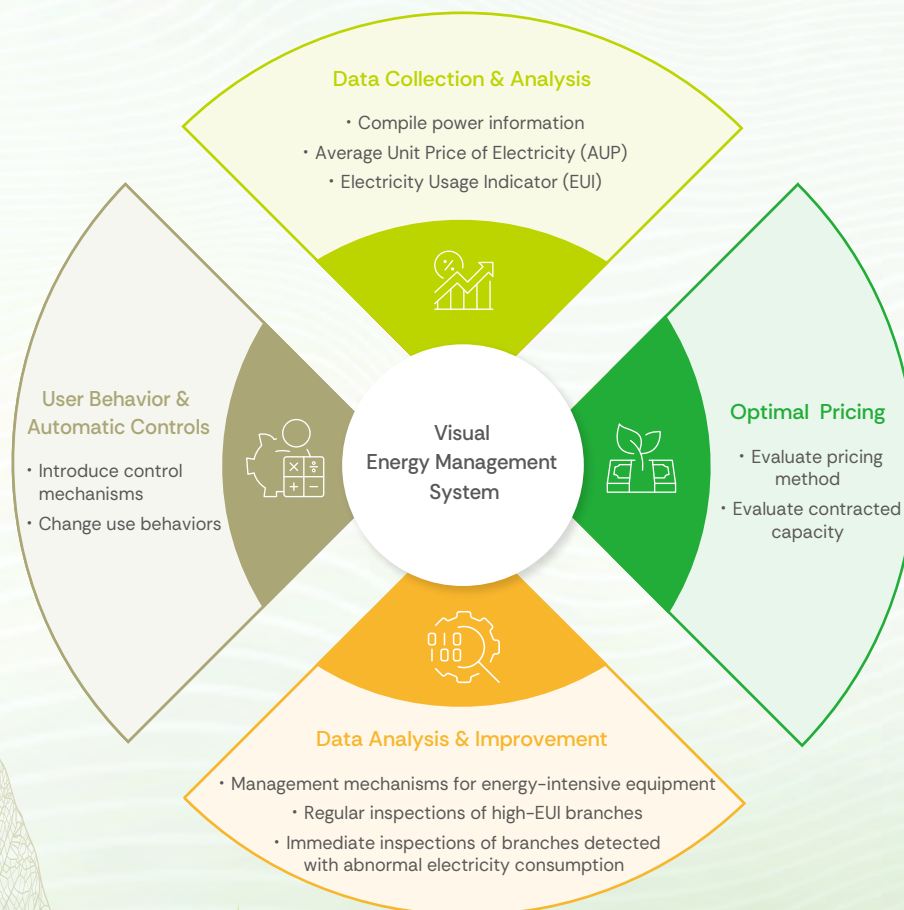 Data Collection & Analysis
· Compile power information
· Average Unit Price of Electricity (AUP)
· Electricity Usage Indicator (EUI)
Optimal Pricing
· Evaluate pricing
method
· Evaluate contracted
capacity
Data Analysis & Improvement
· Management mechanisms for energy-intensive equipment
· Regular inspections of high-EUI branches
· Immediate inspections of branches detected
with abnormal electricity consumption
User Behavior &
Automatic Controls
· Introduce control
mechanisms
· Change use behaviors
Visual
Energy Management
System
%
× ÷
+ −
010
100